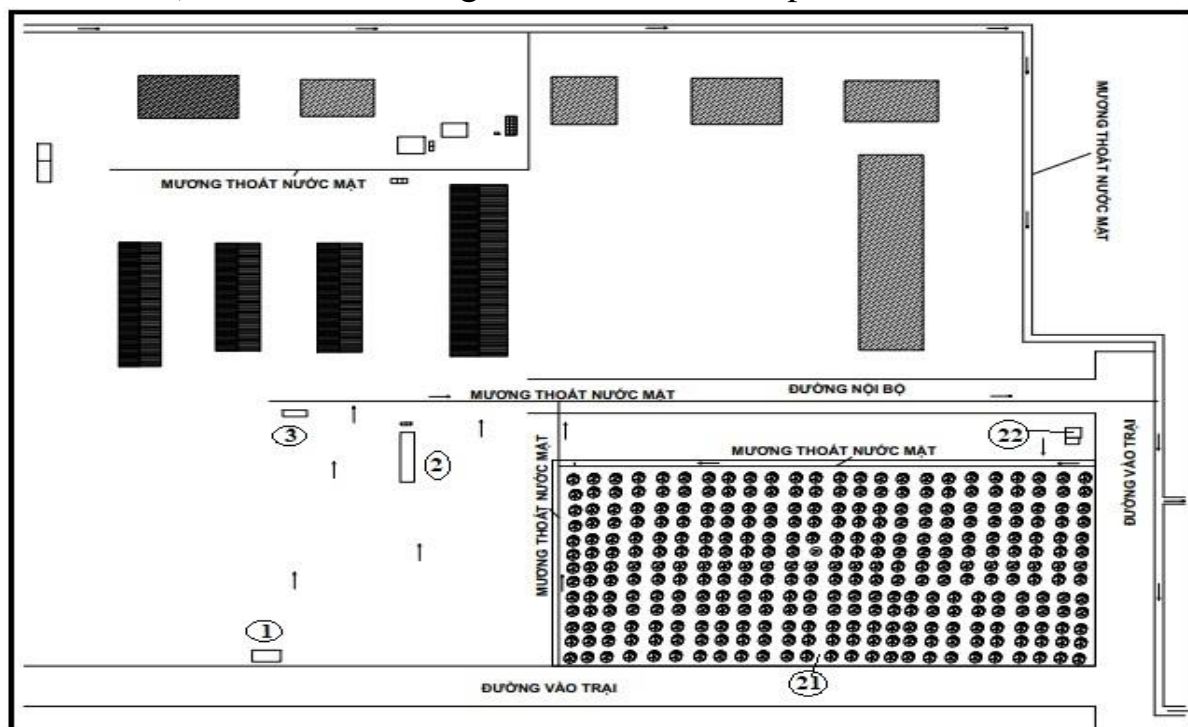 MƯƠNG THOÁT NƯỚC MẶT
MƯƠNG THOÁT NƯỚC MẶT
ĐƯỜNG NỘI BỘ
MƯƠNG THOÁT NƯỚC MẶT
3
2
22
MƯƠNG THOÁT NƯỚC MẶT
MƯƠNG THOÁT NƯỚC MẶT
ĐƯỜNG VÀO TRẠI
1
21
ĐƯỜNG VÀO TRẠI